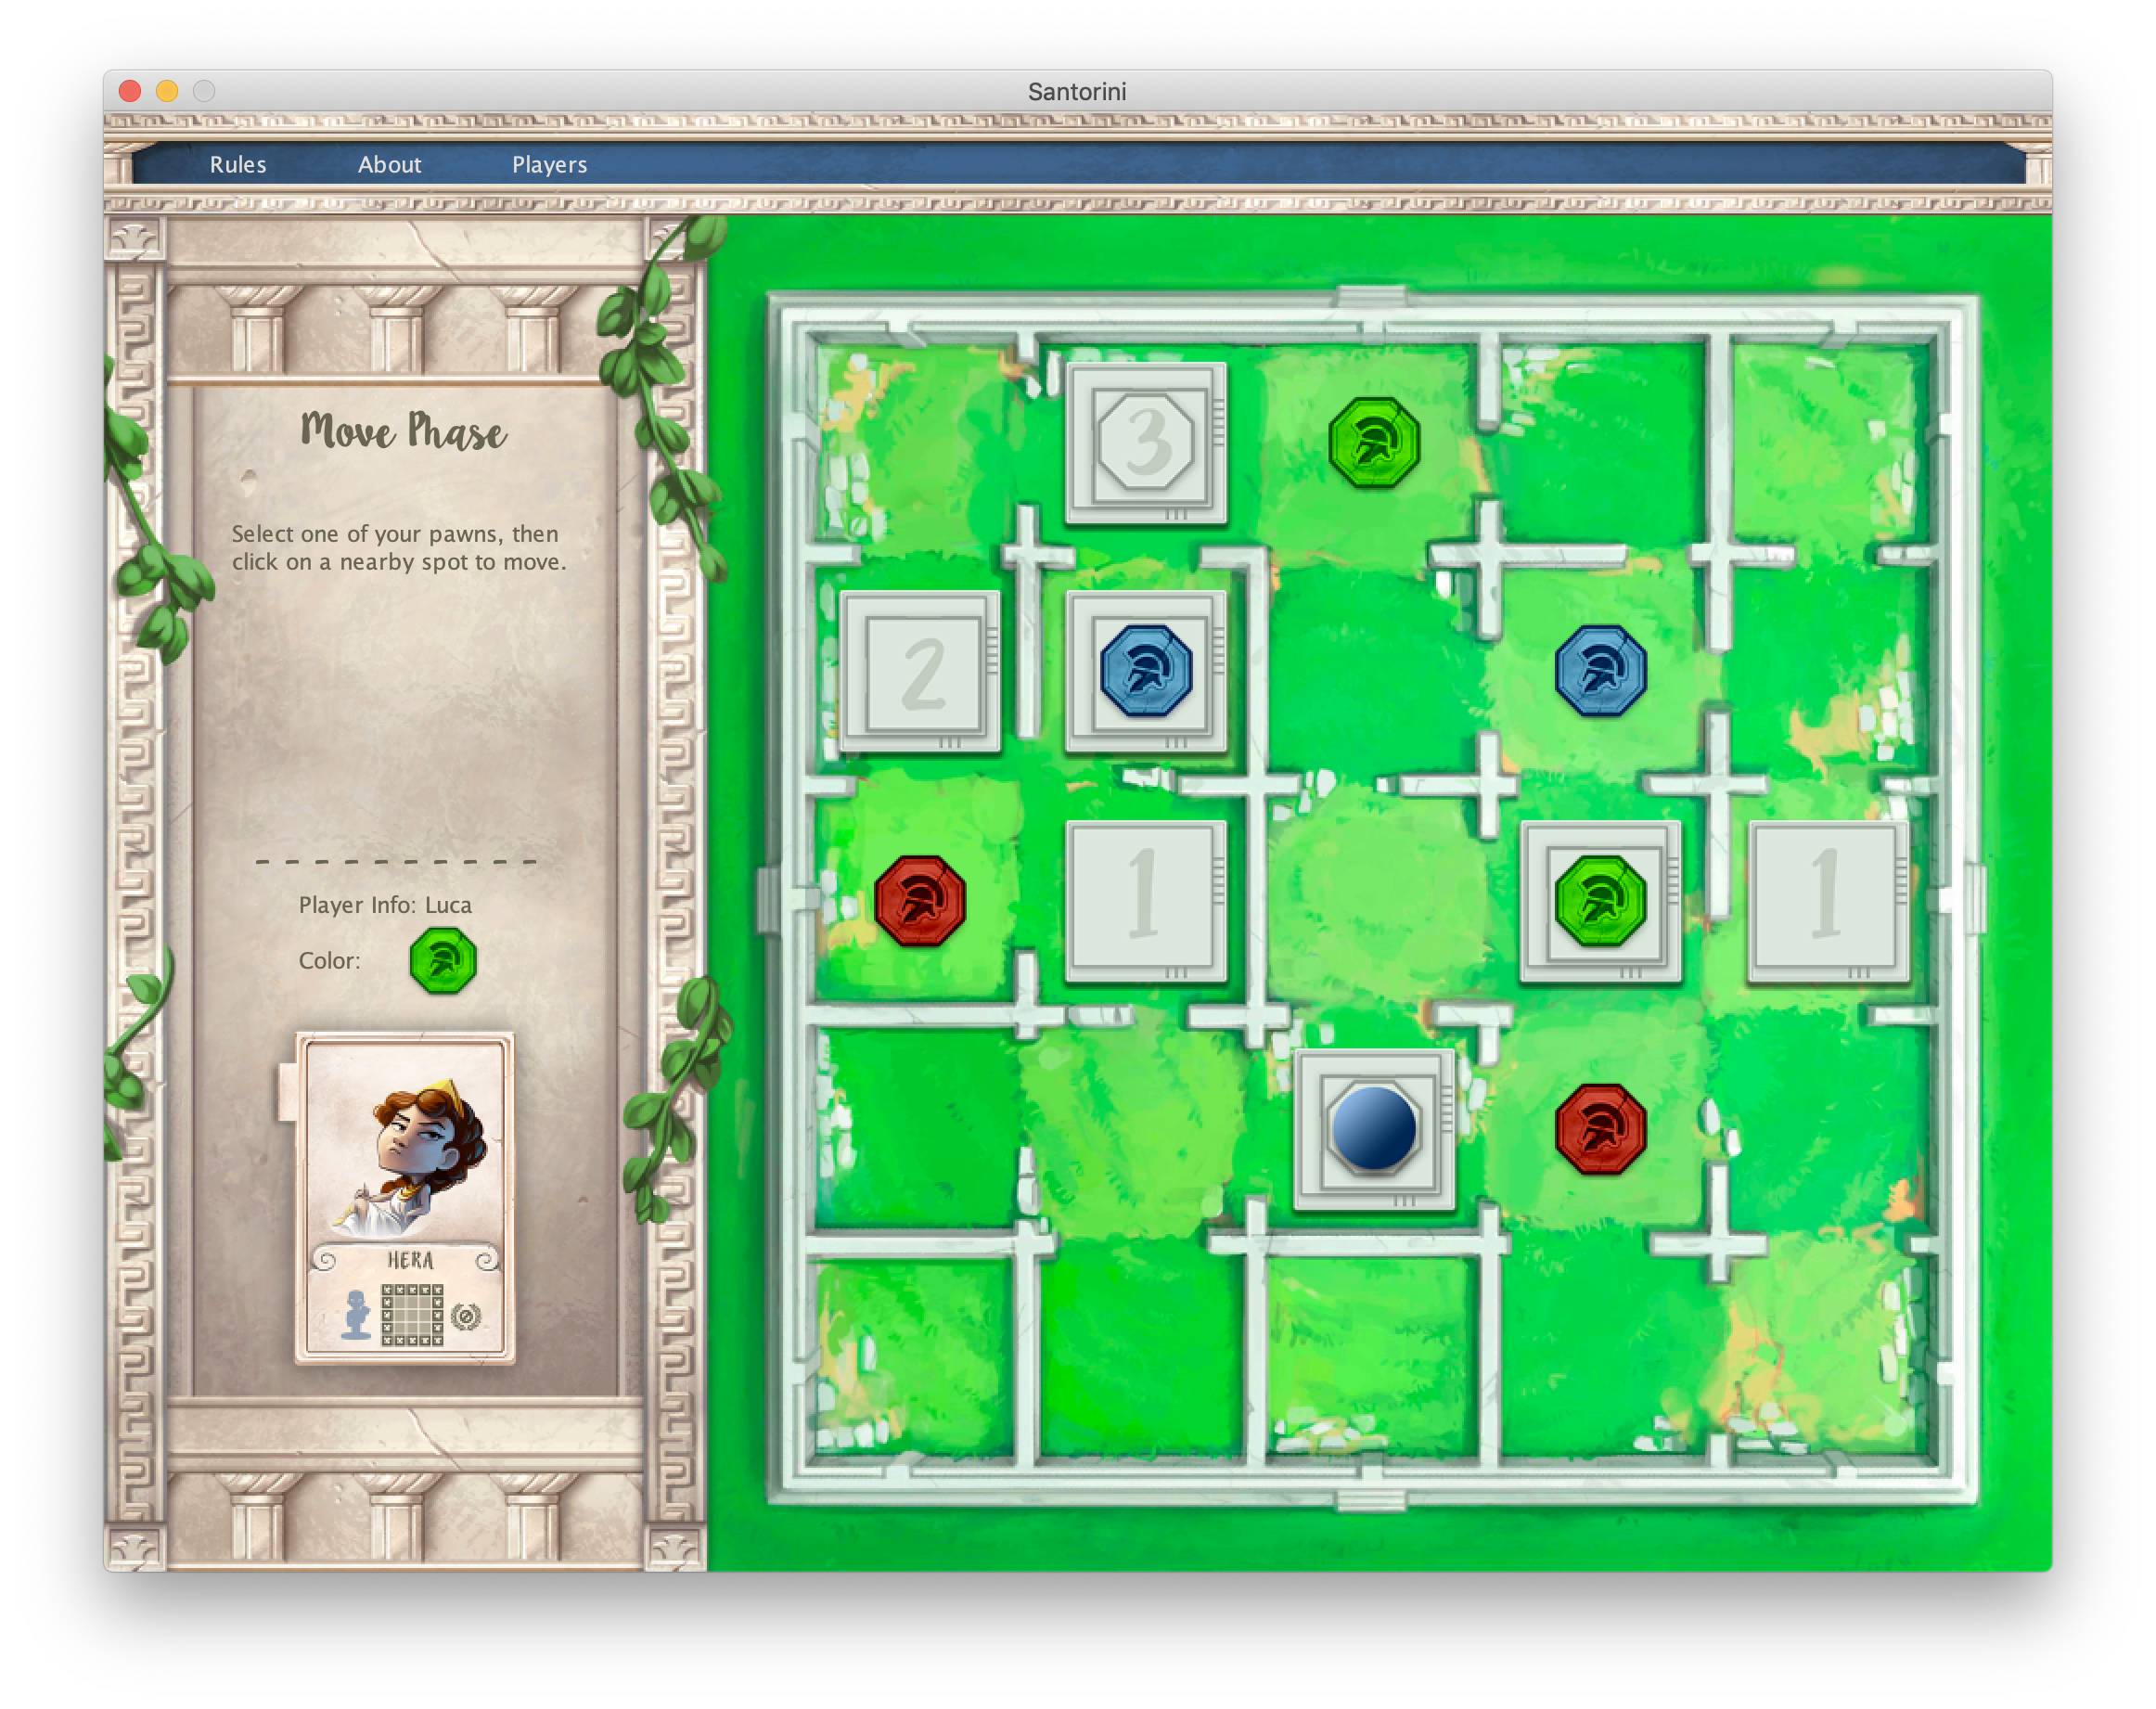 Santorini
Rules
About
Players
Move Phase
Select one of your pawns, then
click on a nearby spot to move.
Player Info: Luca
Color:
HERA
3
2
1
1